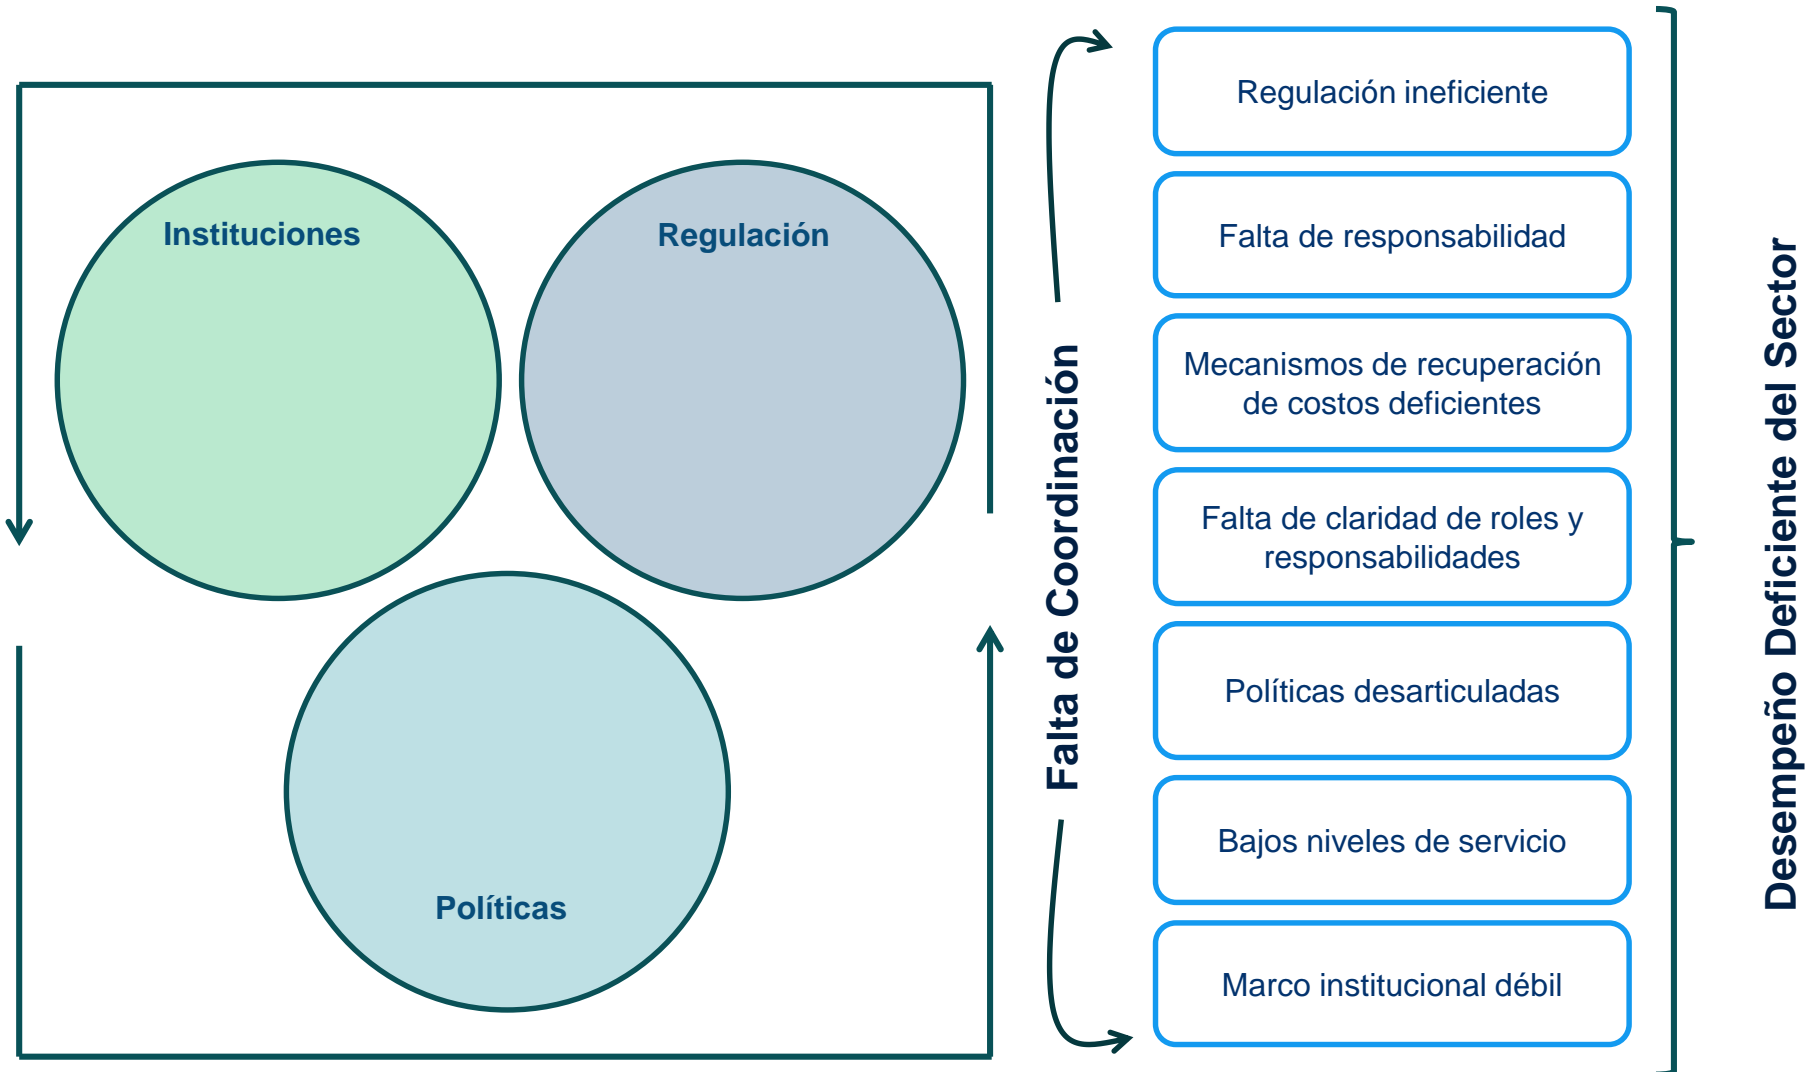 Instituciones
Regulación
Políticas
Falta de Coordinación
Regulación ineficiente
Falta de responsabilidad
Mecanismos de recuperación
de costos deficientes
Falta de claridad de roles y
responsabilidades
Políticas desarticuladas
Bajos niveles de servicio
Marco institucional débil
Desempeño Deficiente del Sector